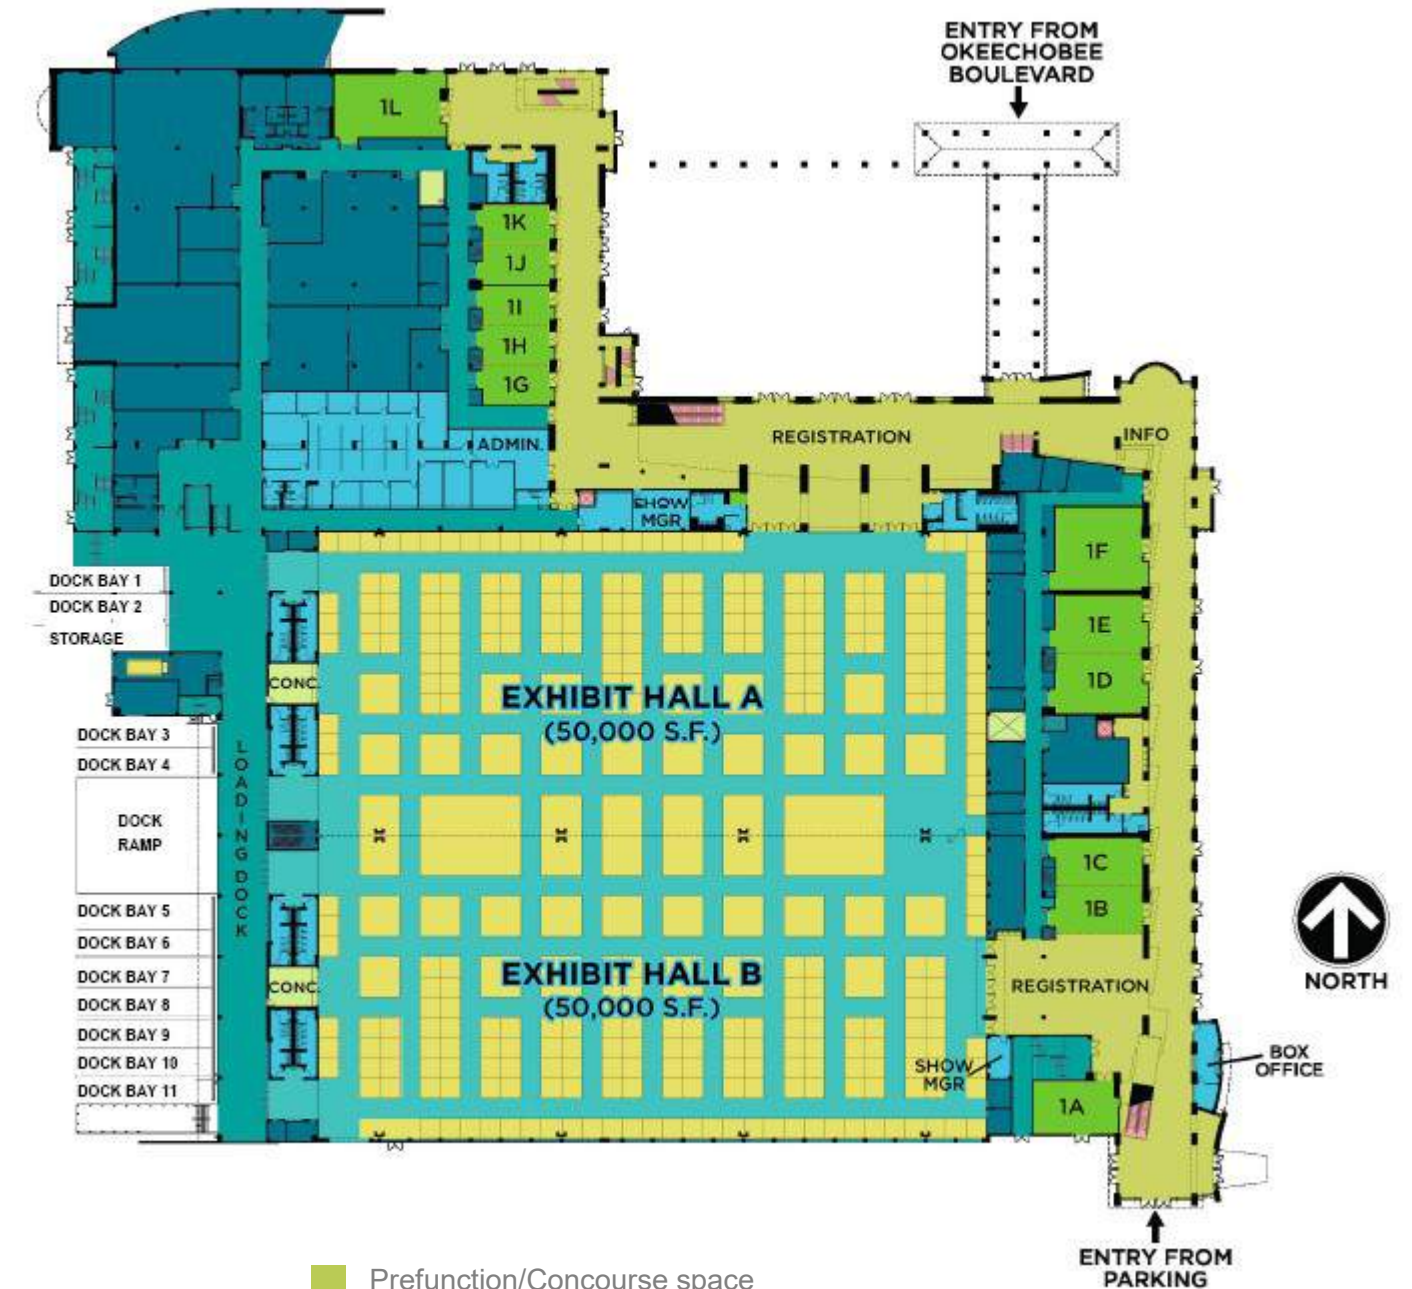 ENTRY FROM
OKEECHOBEE
BOULEVARD
1L
1K
1J
1I
1H
1G
ADMIN.
REGISTRATION
INFO
SHOW
MGR
1F
1E
1D
1C
1B
DOCK BAY 1
DOCK BAY 2
STORAGE
CONC
EXHIBIT HALL A
(50,000 S.F.)
DOCK BAY 3
DOCK BAY 4
DOCK
RAMP
LOADING DOCK
DOCK BAY 5
DOCK BAY 6
DOCK BAY 7
DOCK BAY 8
DOCK BAY 9
DOCK BAY 10
DOCK BAY 11
CONC
EXHIBIT HALL B
(50,000 S.F.)
REGISTRATION
NORTH
SHOW
MGR
BOX
OFFICE
1A
ENTRY FROM
PARKING
Prefunction/Concourse space